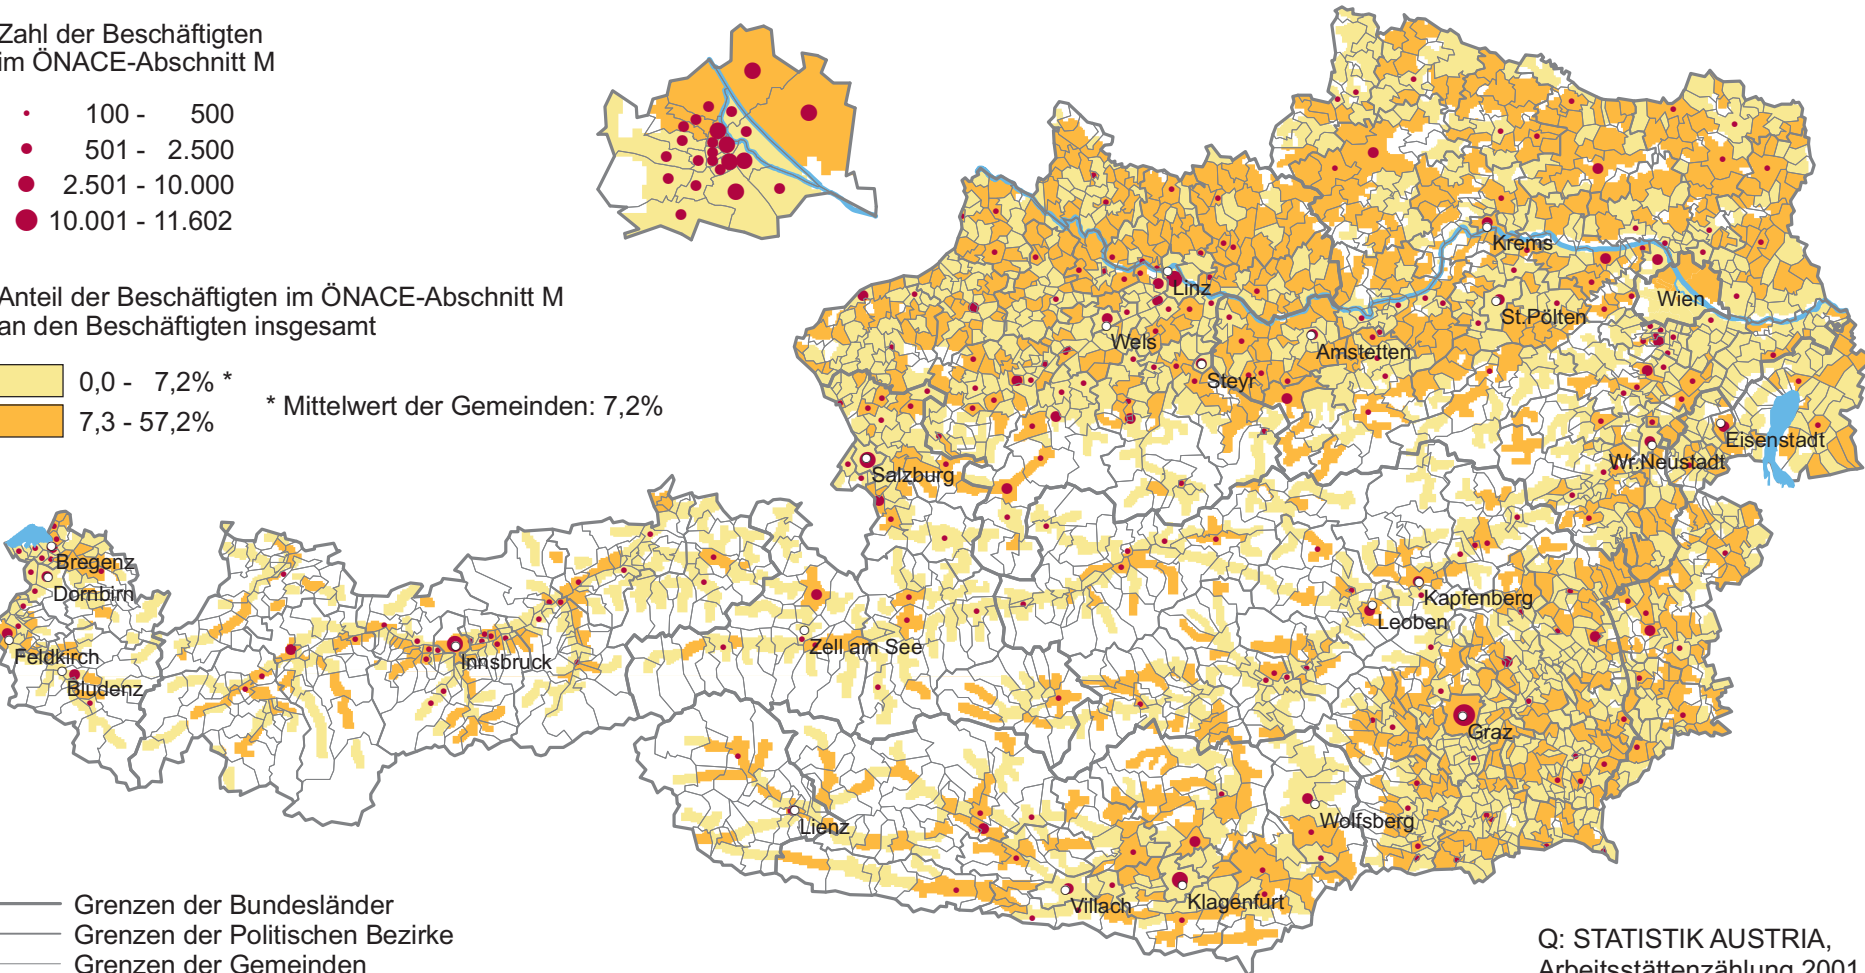 Zahl der Beschäftigten
im ÖNACE-Abschnitt M
100 - 500
501 - 2.500
2.501 - 10.000
10.001 - 11.602
Anteil der Beschäftigten im ÖNACE-Abschnitt M
an den Beschäftigten insgesamt
0,0 - 7,2% *
7,3 - 57,2%
* Mittelwert der Gemeinden: 7,2%
Krems
Linz
Wien
St.Pölten
Wels
Amstetten
Steyr
Eisenstadt
Wr.Neustadt
Salzburg
Bregenz
Dornbirn
Kapfenberg
Leoben
Zell am See
Feldkirch
Innsbruck
Bludenz
Graz
Wolfsberg
Lienz
Villach
Klagenfurt
Grenzen der Bundesländer
Grenzen der Politischen Bezirke
Grenzen der Gemeinden
Q: STATISTIK AUSTRIA,
Arbeitsstättenzählung 2001